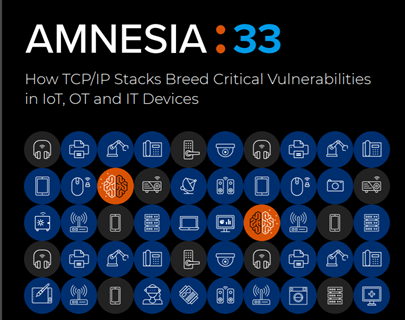 AMNESIA:33
How TCP/IP Stacks Breed Critical Vulnerabilities
in IoT, OT and IT Devices